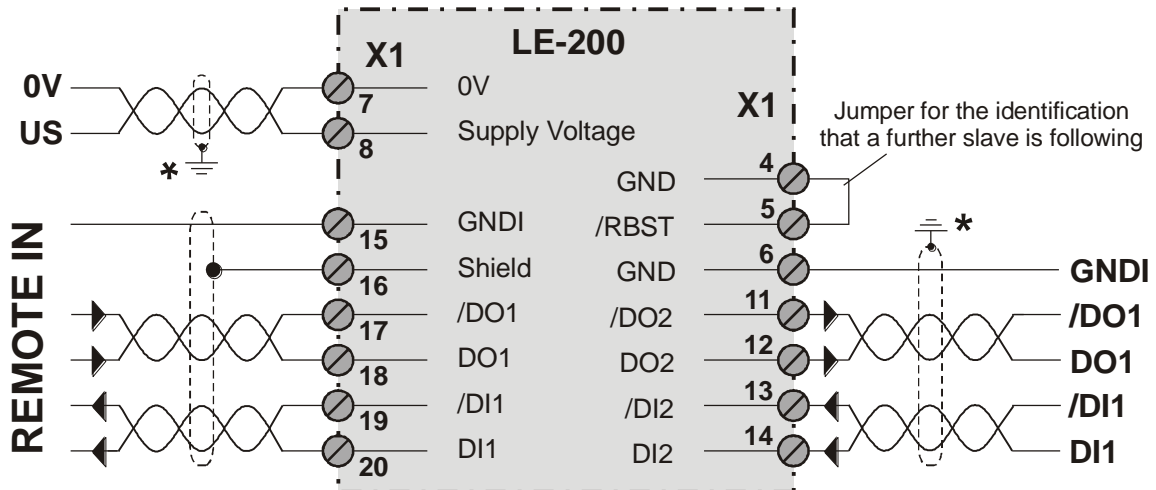 LE-200
X1
0V
7
0V
US
8
Supply Voltage
*
X1
Jumper for the identification
that a further slave is following
GND
4
/RBST
5
GND
6
GNDI
*
REMOTE IN
15
GNDI
16
Shield
17
/DO1
18
DO1
19
/DI1
20
DI1
/DO2
11
/DO1
DO2
12
DO1
/DI2
13
/DI1
DI2
14
DI1